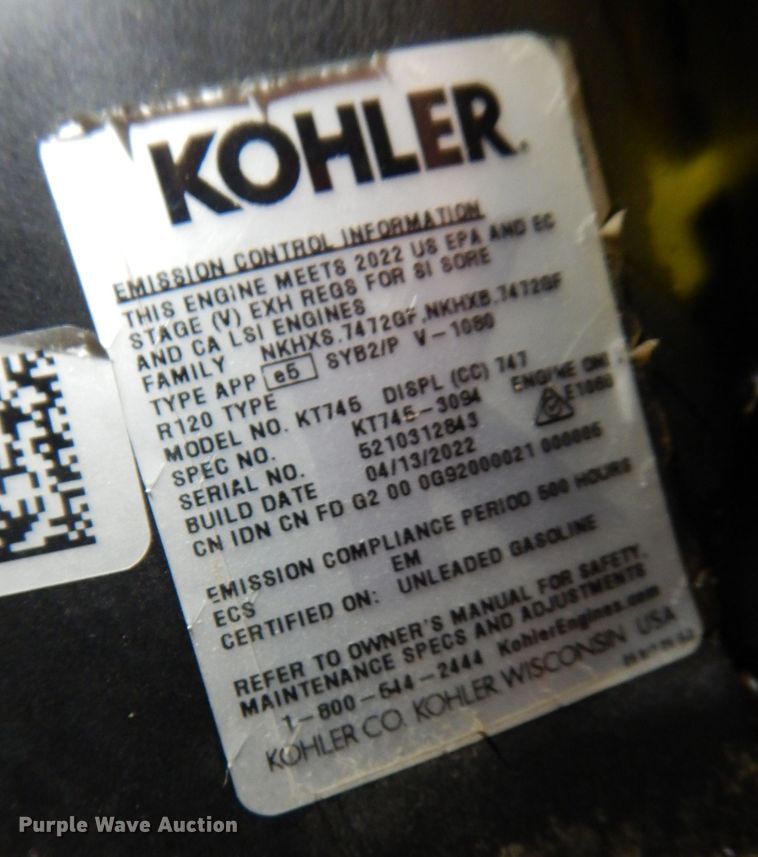 KOHLER.
EMISSION CONTROL INFORMATION
THIS ENGINE MEETS 2022 US EPA AND EC
STAGE (V) EXH REGS FOR SI SORE
AND CA LSI ENGINES
FAMILY NKHXS.7472GF,NKHXB.7472GF
TYPE APP e5 SYB2/P V-1080
R120 TYPE
MODEL NO. KT745 DISPL (CC) 747
SPEC NO. KT745-3094 ENGINE ONLY
SERIAL NO. 5210312843 E1080
BUILD DATE 04/13/2022
CN IDN CN FD G2 00 0G92000021 000005
EMISSION COMPLIANCE PERIOD 500 HOURS
ECS EM
CERTIFIED ON: UNLEADED GASOLINE
REFER TO OWNER'S MANUAL FOR SAFETY,
MAINTENANCE SPECS AND ADJUSTMENTS
1-800-544-2444 KohlerEngines.com
KOHLER CO. KOHLER WISCONSIN USA
Purple Wave Auction